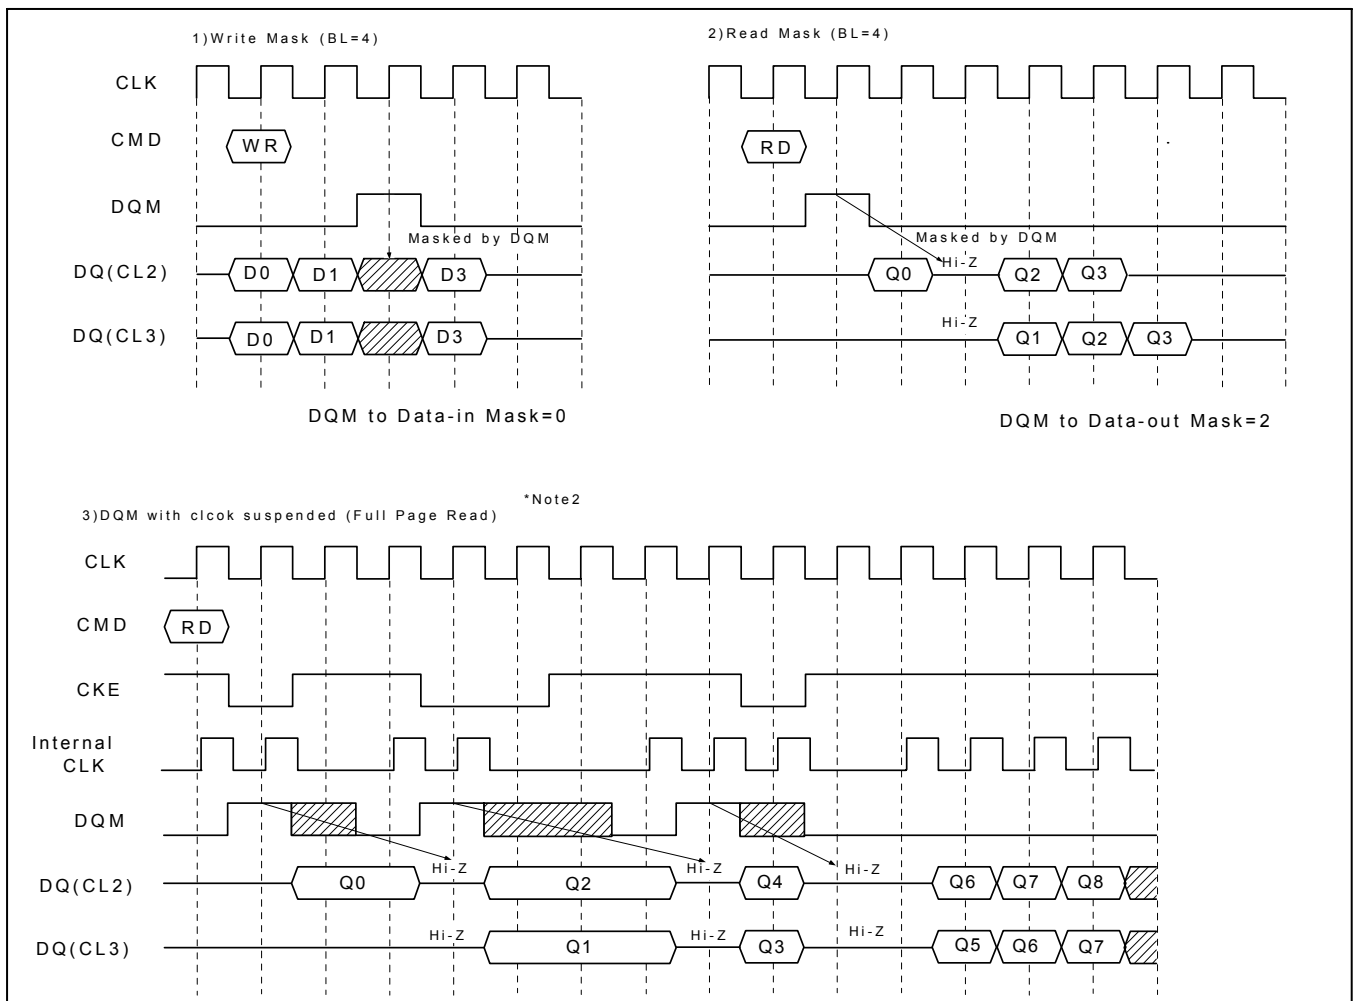 1)Write Mask (BL=4)
CLK
CMD WR
DQM
Masked by DQM
DQ(CL2) D0 D1 D3
DQ(CL3) D0 D1 D3
DQM to Data-in Mask=0
2)Read Mask (BL=4)
RD
Masked by DQM
Q0 Hi-Z Q2 Q3
Hi-Z Q1 Q2 Q3
DQM to Data-out Mask=2
*Note2
3)DQM with clcok suspended (Full Page Read)
CLK
CMD RD
CKE
Internal
CLK
DQM
DQ(CL2) Q0 Hi-Z Q2 Hi-Z Q4 Hi-Z Q6 Q7 Q8
DQ(CL3) Hi-Z Q1 Hi-Z Q3 Hi-Z Q5 Q6 Q7